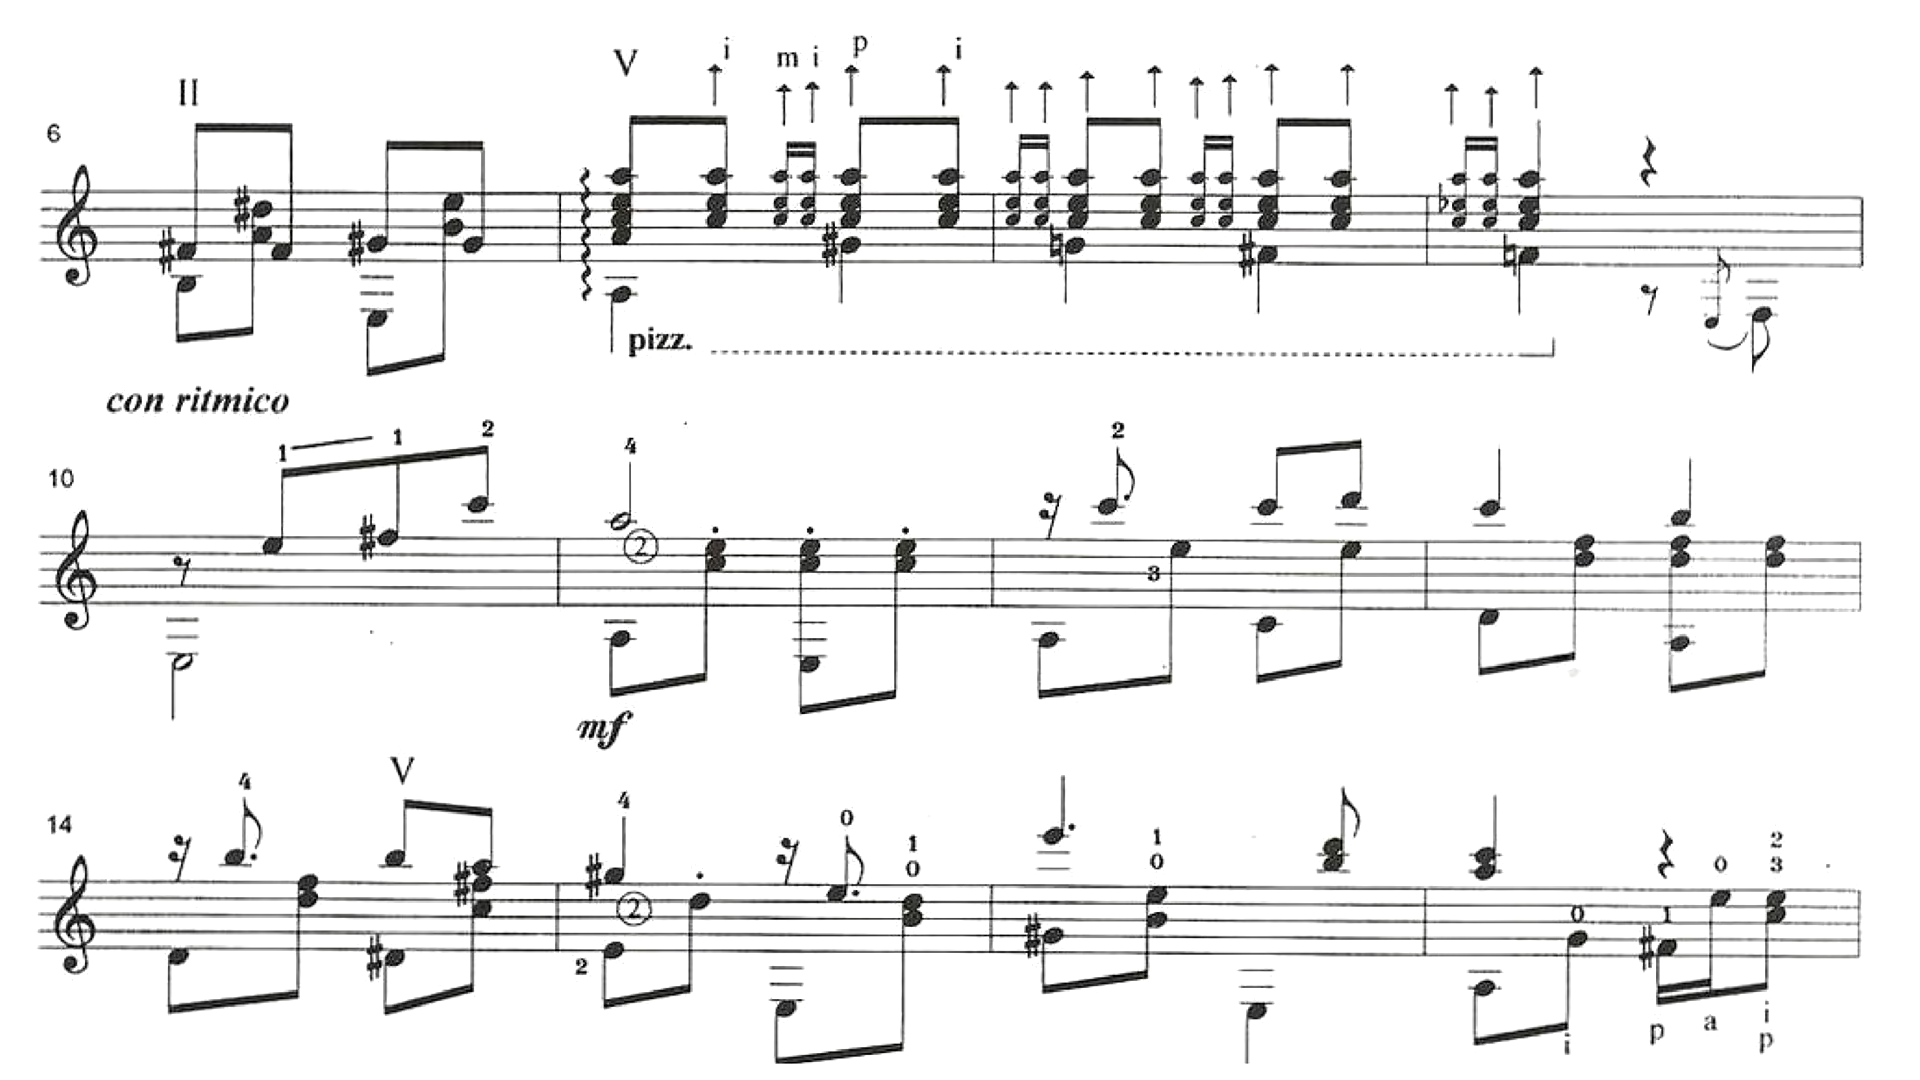 V i m i p i
II
6
pizz.
con ritmico
1 1 2 4 2
10
② 3
mf
V
4 4 0 1 0 1 0 2 3 0
14
② 2 0 1
i p a i p